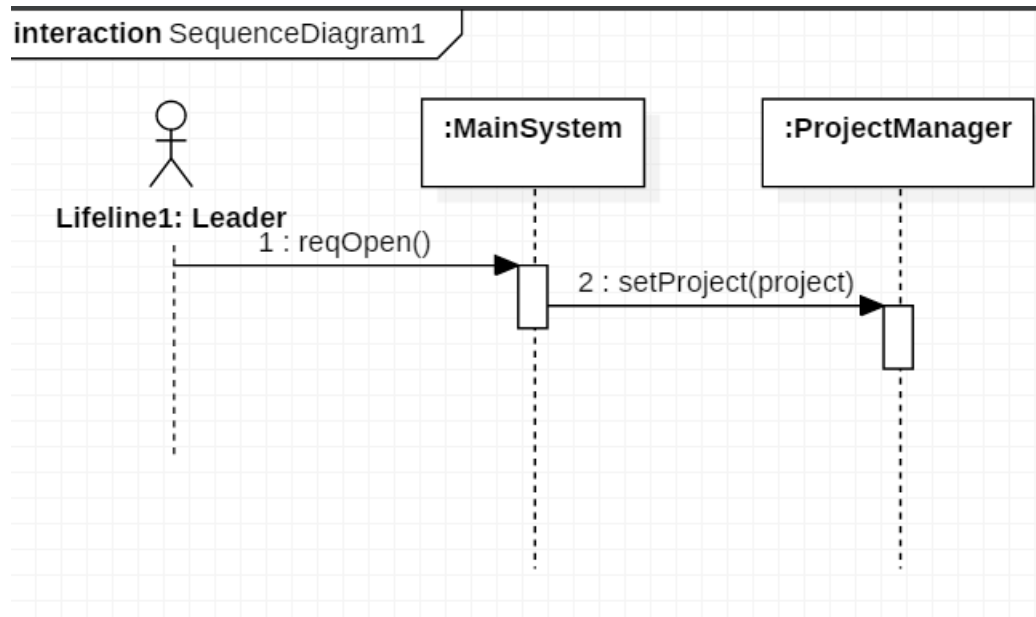 interaction SequenceDiagram1
:MainSystem
:ProjectManager
Lifeline1: Leader
1 : reqOpen()
2 : setProject(project)